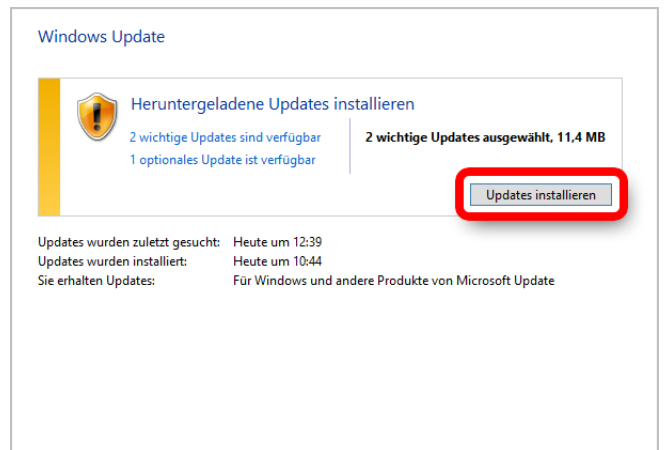 Windows Update
Heruntergeladene Updates installieren
2 wichtige Updates sind verfügbar
1 optionales Update ist verfügbar
2 wichtige Updates ausgewählt, 11,4 MB
Updates installieren
Updates wurden zuletzt gesucht: Heute um 12:39
Updates wurden installiert: Heute um 10:44
Sie erhalten Updates: Für Windows und andere Produkte von Microsoft Update